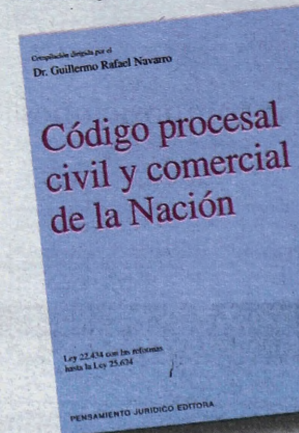 Compilación dirigida por el
Dr. Guillermo Rafael Navarro
Código procesal
civil y comercial
de la Nación
Ley 22.434 con las reformas
hasta la Ley 25.624
PENSAMIENTO JURIDICO EDITORA